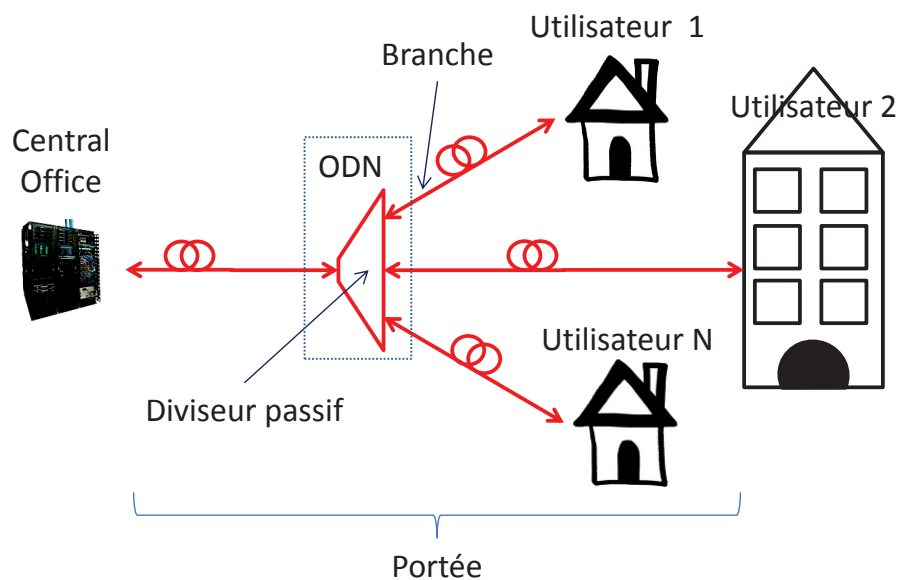 Utilisateur 1
Branche
Utilisateur 2
Central
Office
ODN
Utilisateur N
Diviseur passif
Portée